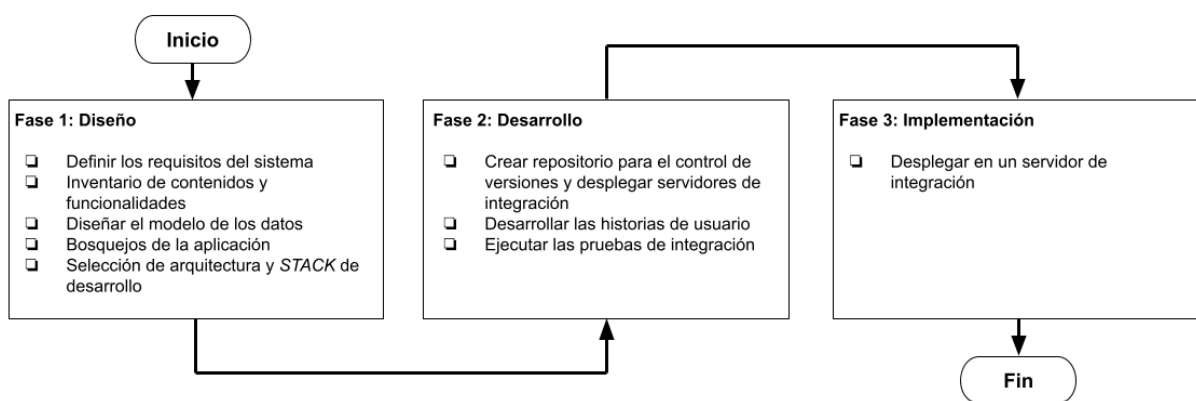 Inicio
Fase 1: Diseño
❏ Definir los requisitos del sistema
❏ Inventario de contenidos y
funcionalidades
❏ Diseñar el modelo de los datos
❏ Bosquejos de la aplicación
❏ Selección de arquitectura y STACK de
desarrollo
Fase 2: Desarrollo
❏ Crear repositorio para el control de
versiones y desplegar servidores de
integración
❏ Desarrollar las historias de usuario
❏ Ejecutar las pruebas de integración
Fase 3: Implementación
❏ Desplegar en un servidor de
integración
Fin